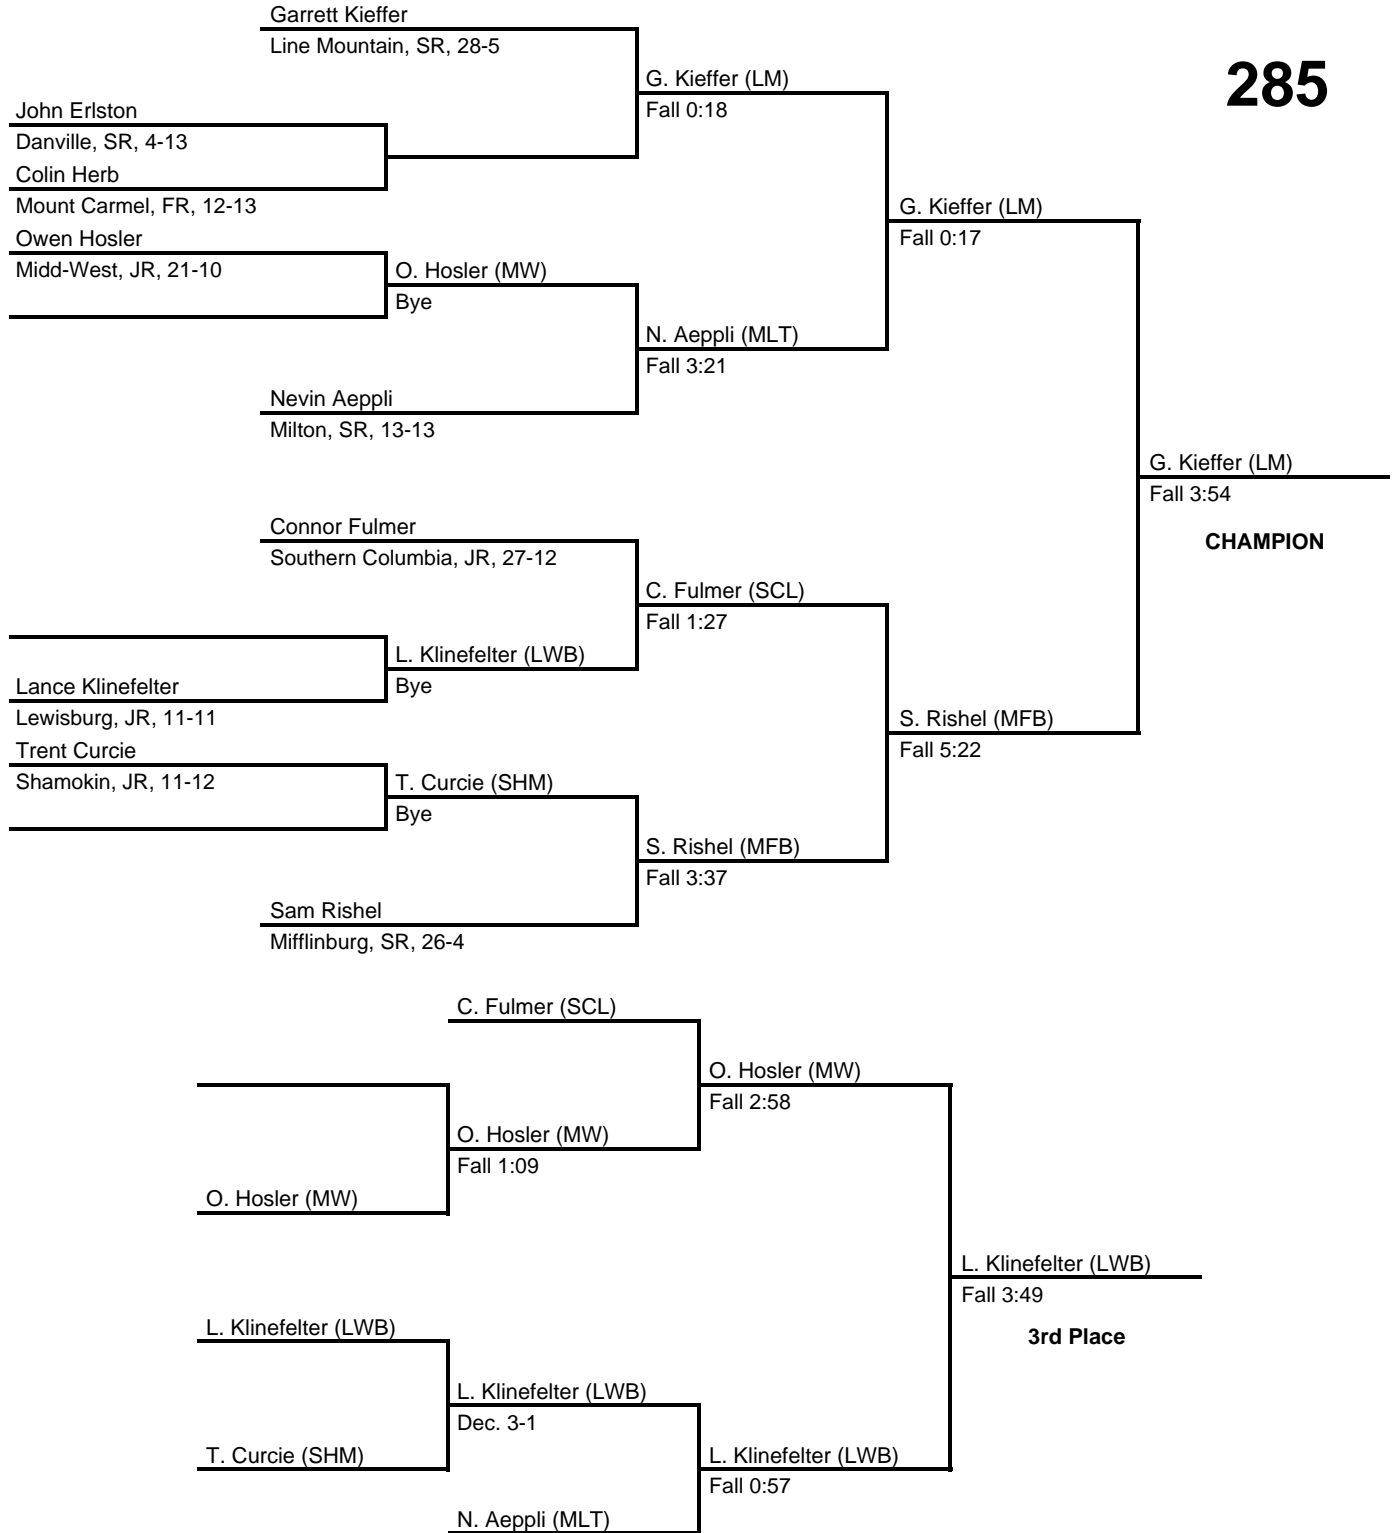 Garrett Kieffer
Line Mountain, SR, 28-5
285
G. Kieffer (LM)
Fall 0:18
John Erlston
Danville, SR, 4-13
Colin Herb
Mount Carmel, FR, 12-13
G. Kieffer (LM)
Fall 0:17
Owen Hosler
Midd-West, JR, 21-10
O. Hosler (MW)
Bye
N. Aeppli (MLT)
Fall 3:21
Nevin Aeppli
Milton, SR, 13-13
G. Kieffer (LM)
Fall 3:54
CHAMPION
Connor Fulmer
Southern Columbia, JR, 27-12
C. Fulmer (SCL)
Fall 1:27
L. Klinefelter (LWB)
Bye
Lance Klinefelter
Lewisburg, JR, 11-11
S. Rishel (MFB)
Fall 5:22
Trent Curcie
Shamokin, JR, 11-12
T. Curcie (SHM)
Bye
S. Rishel (MFB)
Fall 3:37
Sam Rishel
Mifflinburg, SR, 26-4
C. Fulmer (SCL)
O. Hosler (MW)
Fall 2:58
O. Hosler (MW)
Fall 1:09
O. Hosler (MW)
L. Klinefelter (LWB)
Fall 3:49
3rd Place
L. Klinefelter (LWB)
L. Klinefelter (LWB)
Dec. 3-1
T. Curcie (SHM)
L. Klinefelter (LWB)
Fall 0:57
N. Aeppli (MLT)